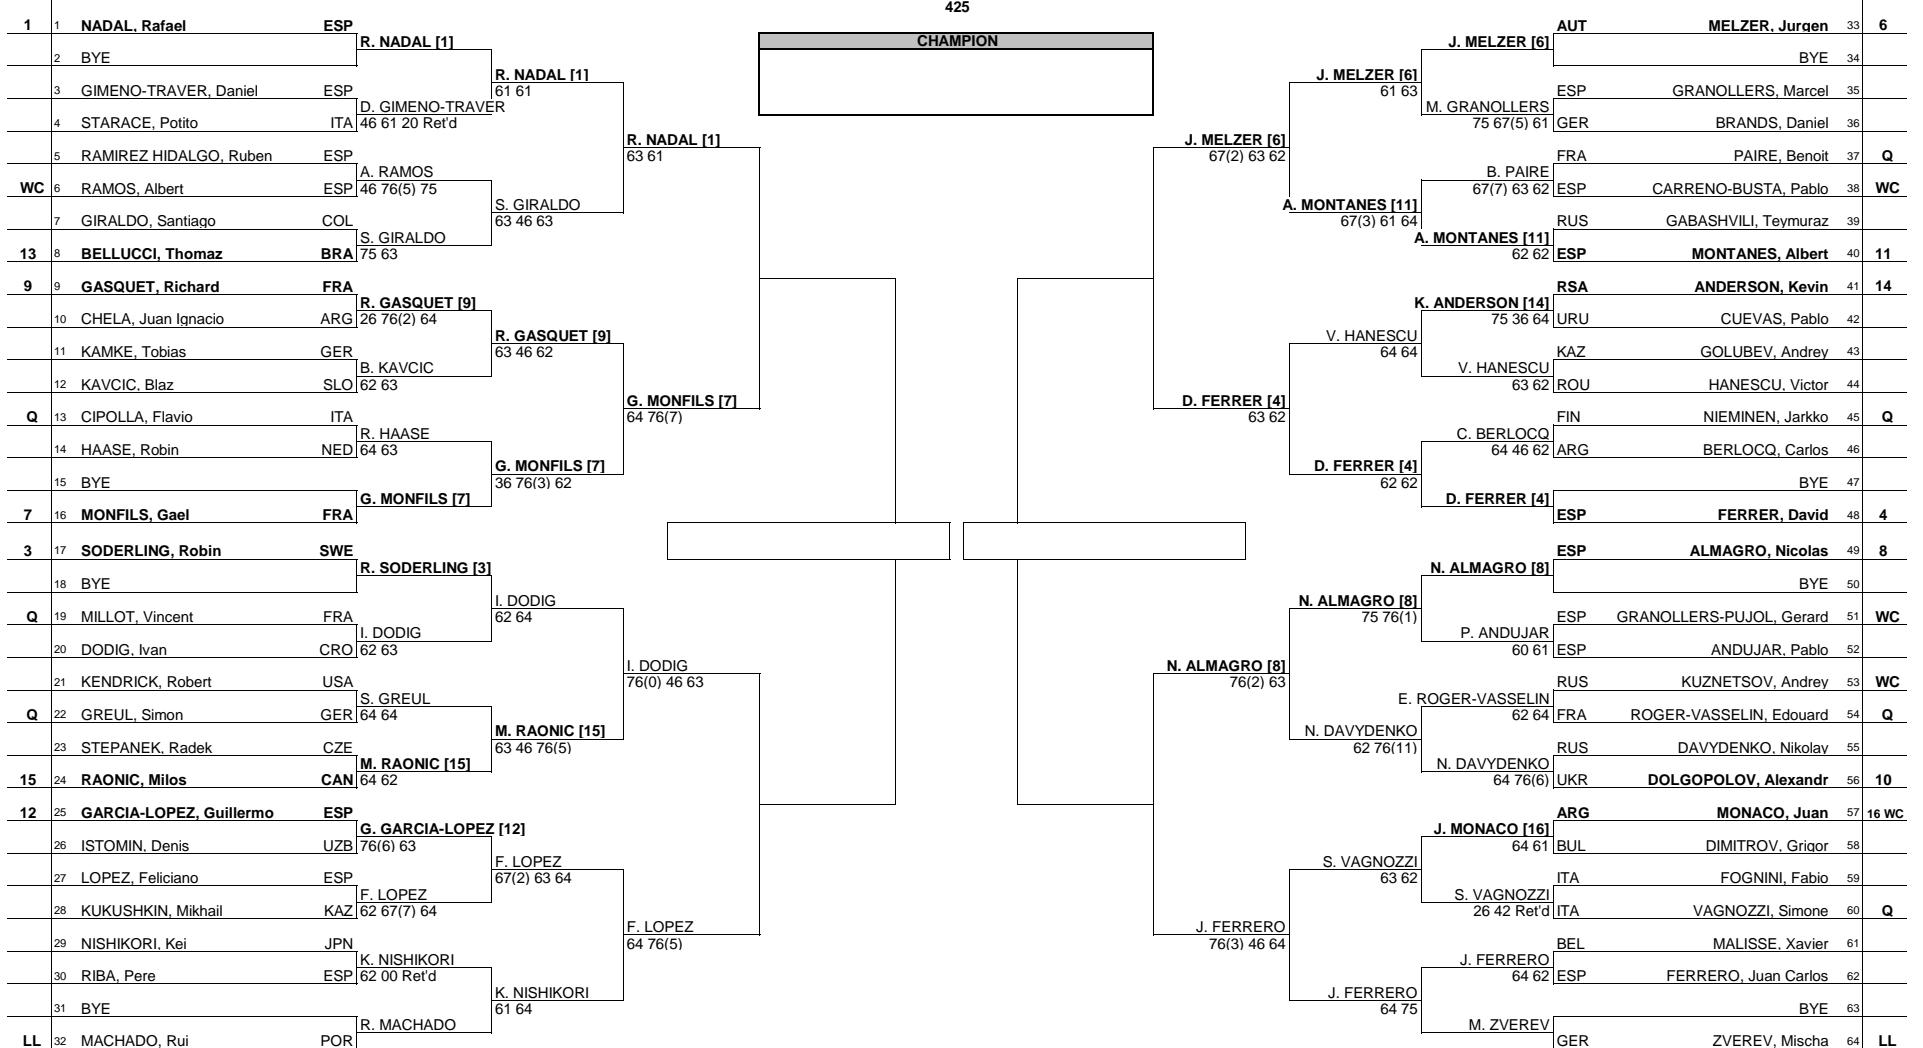 425
CHAMPION
1 1 NADAL, Rafael ESP
R. NADAL [1]
2 BYE
R. NADAL [1]
61 61
3 GIMENO-TRAVER, Daniel ESP
D. GIMENO-TRAVER
4 STARACE, Potito ITA 46 61 20 Ret'd
R. NADAL [1]
63 61
5 RAMIREZ HIDALGO, Ruben ESP
A. RAMOS
WC 6 RAMOS, Albert ESP 46 76(5) 75
S. GIRALDO
63 46 63
7 GIRALDO, Santiago COL
S. GIRALDO
13 8 BELLUCCI, Thomaz BRA 75 63
9 9 GASQUET, Richard FRA
R. GASQUET [9]
10 CHELA, Juan Ignacio ARG 26 76(2) 64
R. GASQUET [9]
63 46 62
11 KAMKE, Tobias GER
B. KAVCIC
12 KAVCIC, Blaz SLO 62 63
G. MONFILS [7]
64 76(7)
Q 13 CIPOLLA, Flavio ITA
R. HAASE
14 HAASE, Robin NED 64 63
G. MONFILS [7]
36 76(3) 62
15 BYE
G. MONFILS [7]
7 16 MONFILS, Gael FRA
3 17 SODERLING, Robin SWE
R. SODERLING [3]
18 BYE
I. DODIG
62 64
Q 19 MILLOT, Vincent FRA
I. DODIG
20 DODIG, Ivan CRO 62 63
I. DODIG
76(0) 46 63
21 KENDRICK, Robert USA
S. GREUL
Q 22 GREUL, Simon GER 64 64
M. RAONIC [15]
63 46 76(5)
23 STEPANEK, Radek CZE
M. RAONIC [15]
15 24 RAONIC, Milos CAN 64 62
12 25 GARCIA-LOPEZ, Guillermo ESP
G. GARCIA-LOPEZ [12]
26 ISTOMIN, Denis UZB 76(6) 63
F. LOPEZ
67(2) 63 64
27 LOPEZ, Feliciano ESP
F. LOPEZ
28 KUKUSHKIN, Mikhail KAZ 62 67(7) 64
F. LOPEZ
64 76(5)
29 NISHIKORI, Kei JPN
K. NISHIKORI
30 RIBA, Pere ESP 62 00 Ret'd
K. NISHIKORI
61 64
31 BYE
R. MACHADO
LL 32 MACHADO, Rui POR
AUT MELZER, Jurgen 33 6
J. MELZER [6]
BYE 34
J. MELZER [6]
61 63
ESP GRANOLLERS, Marcel 35
M. GRANOLLERS
75 67(5) 61 GER BRANDS, Daniel 36
J. MELZER [6]
67(2) 63 62
FRA PAIRE, Benoit 37 Q
B. PAIRE
67(7) 63 62 ESP CARRENO-BUSTA, Pablo 38 WC
A. MONTANES [11]
67(3) 61 64
RUS GABASHVILI, Teymuraz 39
A. MONTANES [11]
62 62 ESP MONTANES, Albert 40 11
RSA ANDERSON, Kevin 41 14
K. ANDERSON [14]
75 36 64 URU CUEVAS, Pablo 42
V. HANESCU
64 64
KAZ GOLUBEV, Andrey 43
V. HANESCU
63 62 ROU HANESCU, Victor 44
D. FERRER [4]
63 62
FIN NIEMINEN, Jarkko 45 Q
C. BERLOCQ
64 46 62 ARG BERLOCQ, Carlos 46
D. FERRER [4]
62 62
BYE 47
D. FERRER [4]
ESP FERRER, David 48 4
ESP ALMAGRO, Nicolas 49 8
N. ALMAGRO [8]
BYE 50
N. ALMAGRO [8]
75 76(1)
ESP GRANOLLERS-PUJOL, Gerard 51 WC
P. ANDUJAR
60 61 ESP ANDUJAR, Pablo 52
N. ALMAGRO [8]
76(2) 63
RUS KUZNETSOV, Andrey 53 WC
E. ROGER-VASSELIN
62 64 FRA ROGER-VASSELIN, Edouard 54 Q
N. DAVYDENKO
62 76(11)
RUS DAVYDENKO, Nikolay 55
N. DAVYDENKO
64 76(6) UKR DOLGOPOLOV, Alexandr 56 10
ARG MONACO, Juan 57 16 WC
J. MONACO [16]
64 61 BUL DIMITROV, Grigor 58
S. VAGNOZZI
63 62
ITA FOGNINI, Fabio 59
S. VAGNOZZI
26 42 Ret'd ITA VAGNOZZI, Simone 60 Q
J. FERRERO
76(3) 46 64
BEL MALISSE, Xavier 61
J. FERRERO
64 62 ESP FERRERO, Juan Carlos 62
J. FERRERO
64 75
BYE 63
M. ZVEREV
GER ZVEREV, Mischa 64 LL